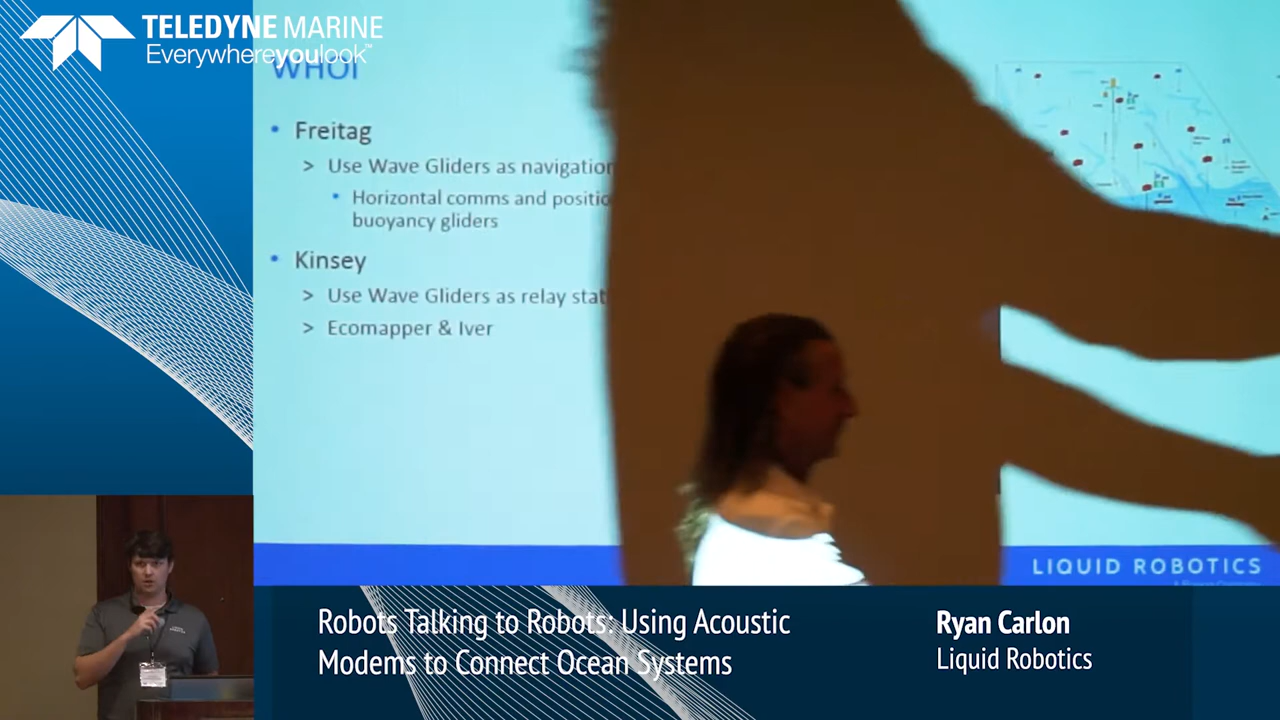 TELEDYNE MARINE
Everywhereyoulook™
WHOI
• Freitag
> Use Wave Gliders as navigation
• Horizontal comms and positio
buoyancy gliders
• Kinsey
> Use Wave Gliders as relay stat
> Ecomapper & Iver
LIQUID ROBOTICS
Robots Talking to Robots: Using Acoustic
Modems to Connect Ocean Systems
Ryan Carlon
Liquid Robotics